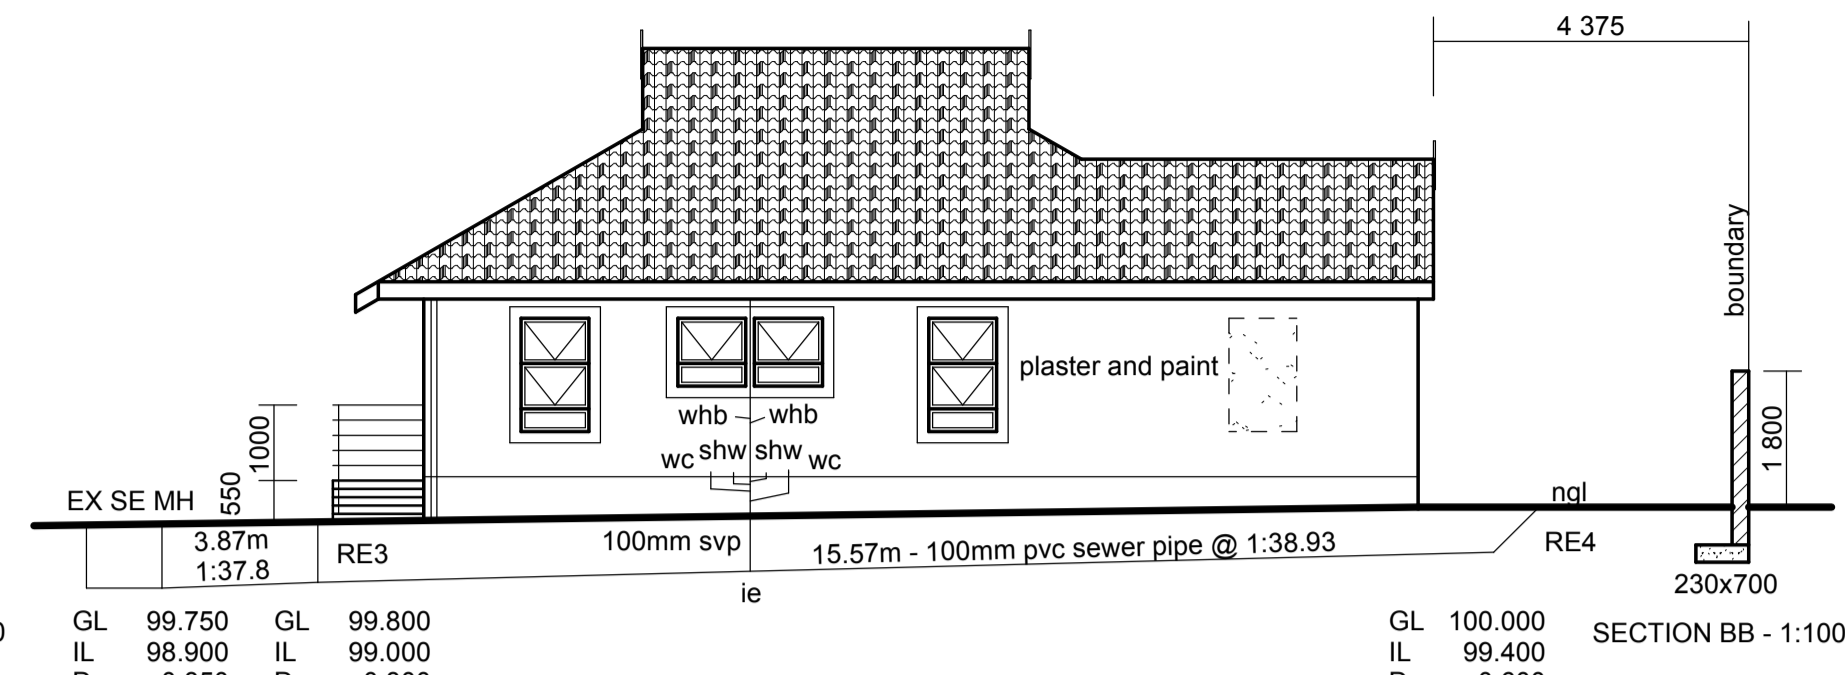 4 375
boundary
plaster and paint
whb whb
shw shw
wc wc
1000
550
1 800
EX SE MH
ngl
3.87m
1:37.8
RE3
100mm svp
15.57m - 100mm pvc sewer pipe @ 1:38.93
RE4
ie
230x700
GL 99.750 GL 99.800 GL 100.000
IL 98.900 IL 99.000 IL 99.400
SECTION BB - 1:100